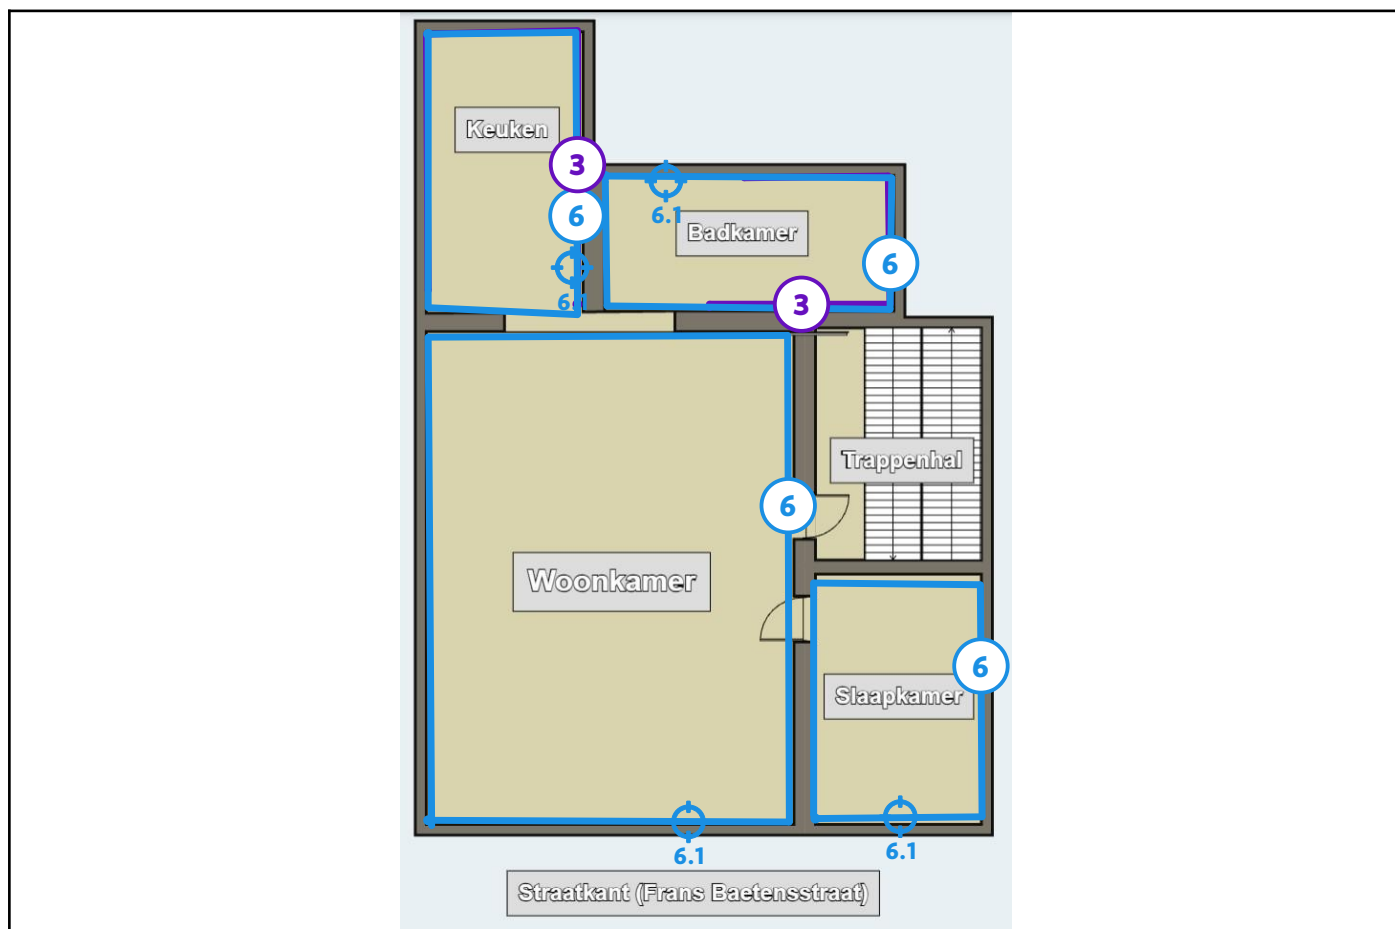 Keuken
3
6
6.1
6.1
Badkamer
6
3
Trappenhal
6
Woonkamer
6
Slaapkamer
6.1
6.1
Straatkant (Frans Baetensstraat)